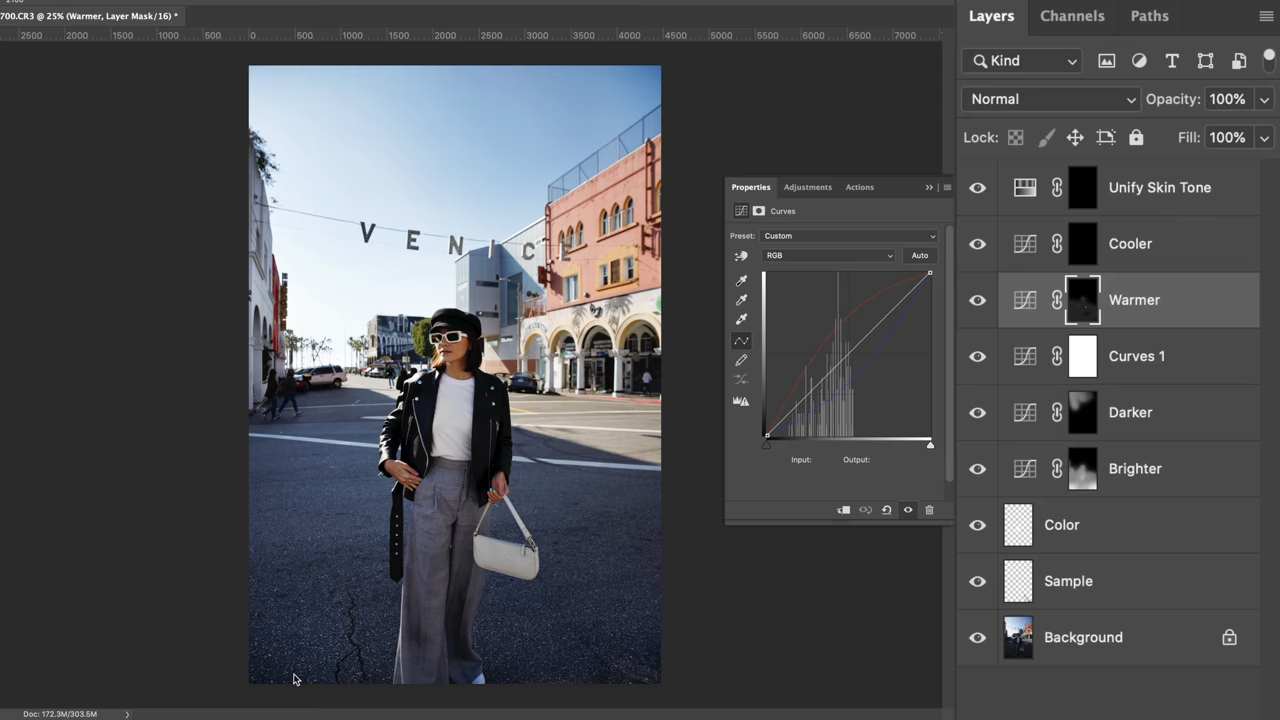 700.CR3 @ 25% (Warmer, Layer Mask/16) *
2500 2000 1500 1000 500 0 500 1000 1500 2000 2500 3000 3500 4000 4500 5000 5500 6000 6500 7000
VENICE
Properties Adjustments Actions
Curves
Preset: Custom
RGB Auto
Input: Output:
Doc: 172.3M/303.5M
Layers Channels Paths
Kind
Normal Opacity: 100%
Lock: Fill: 100%
Unify Skin Tone
Cooler
Warmer
Curves 1
Darker
Brighter
Color
Sample
Background